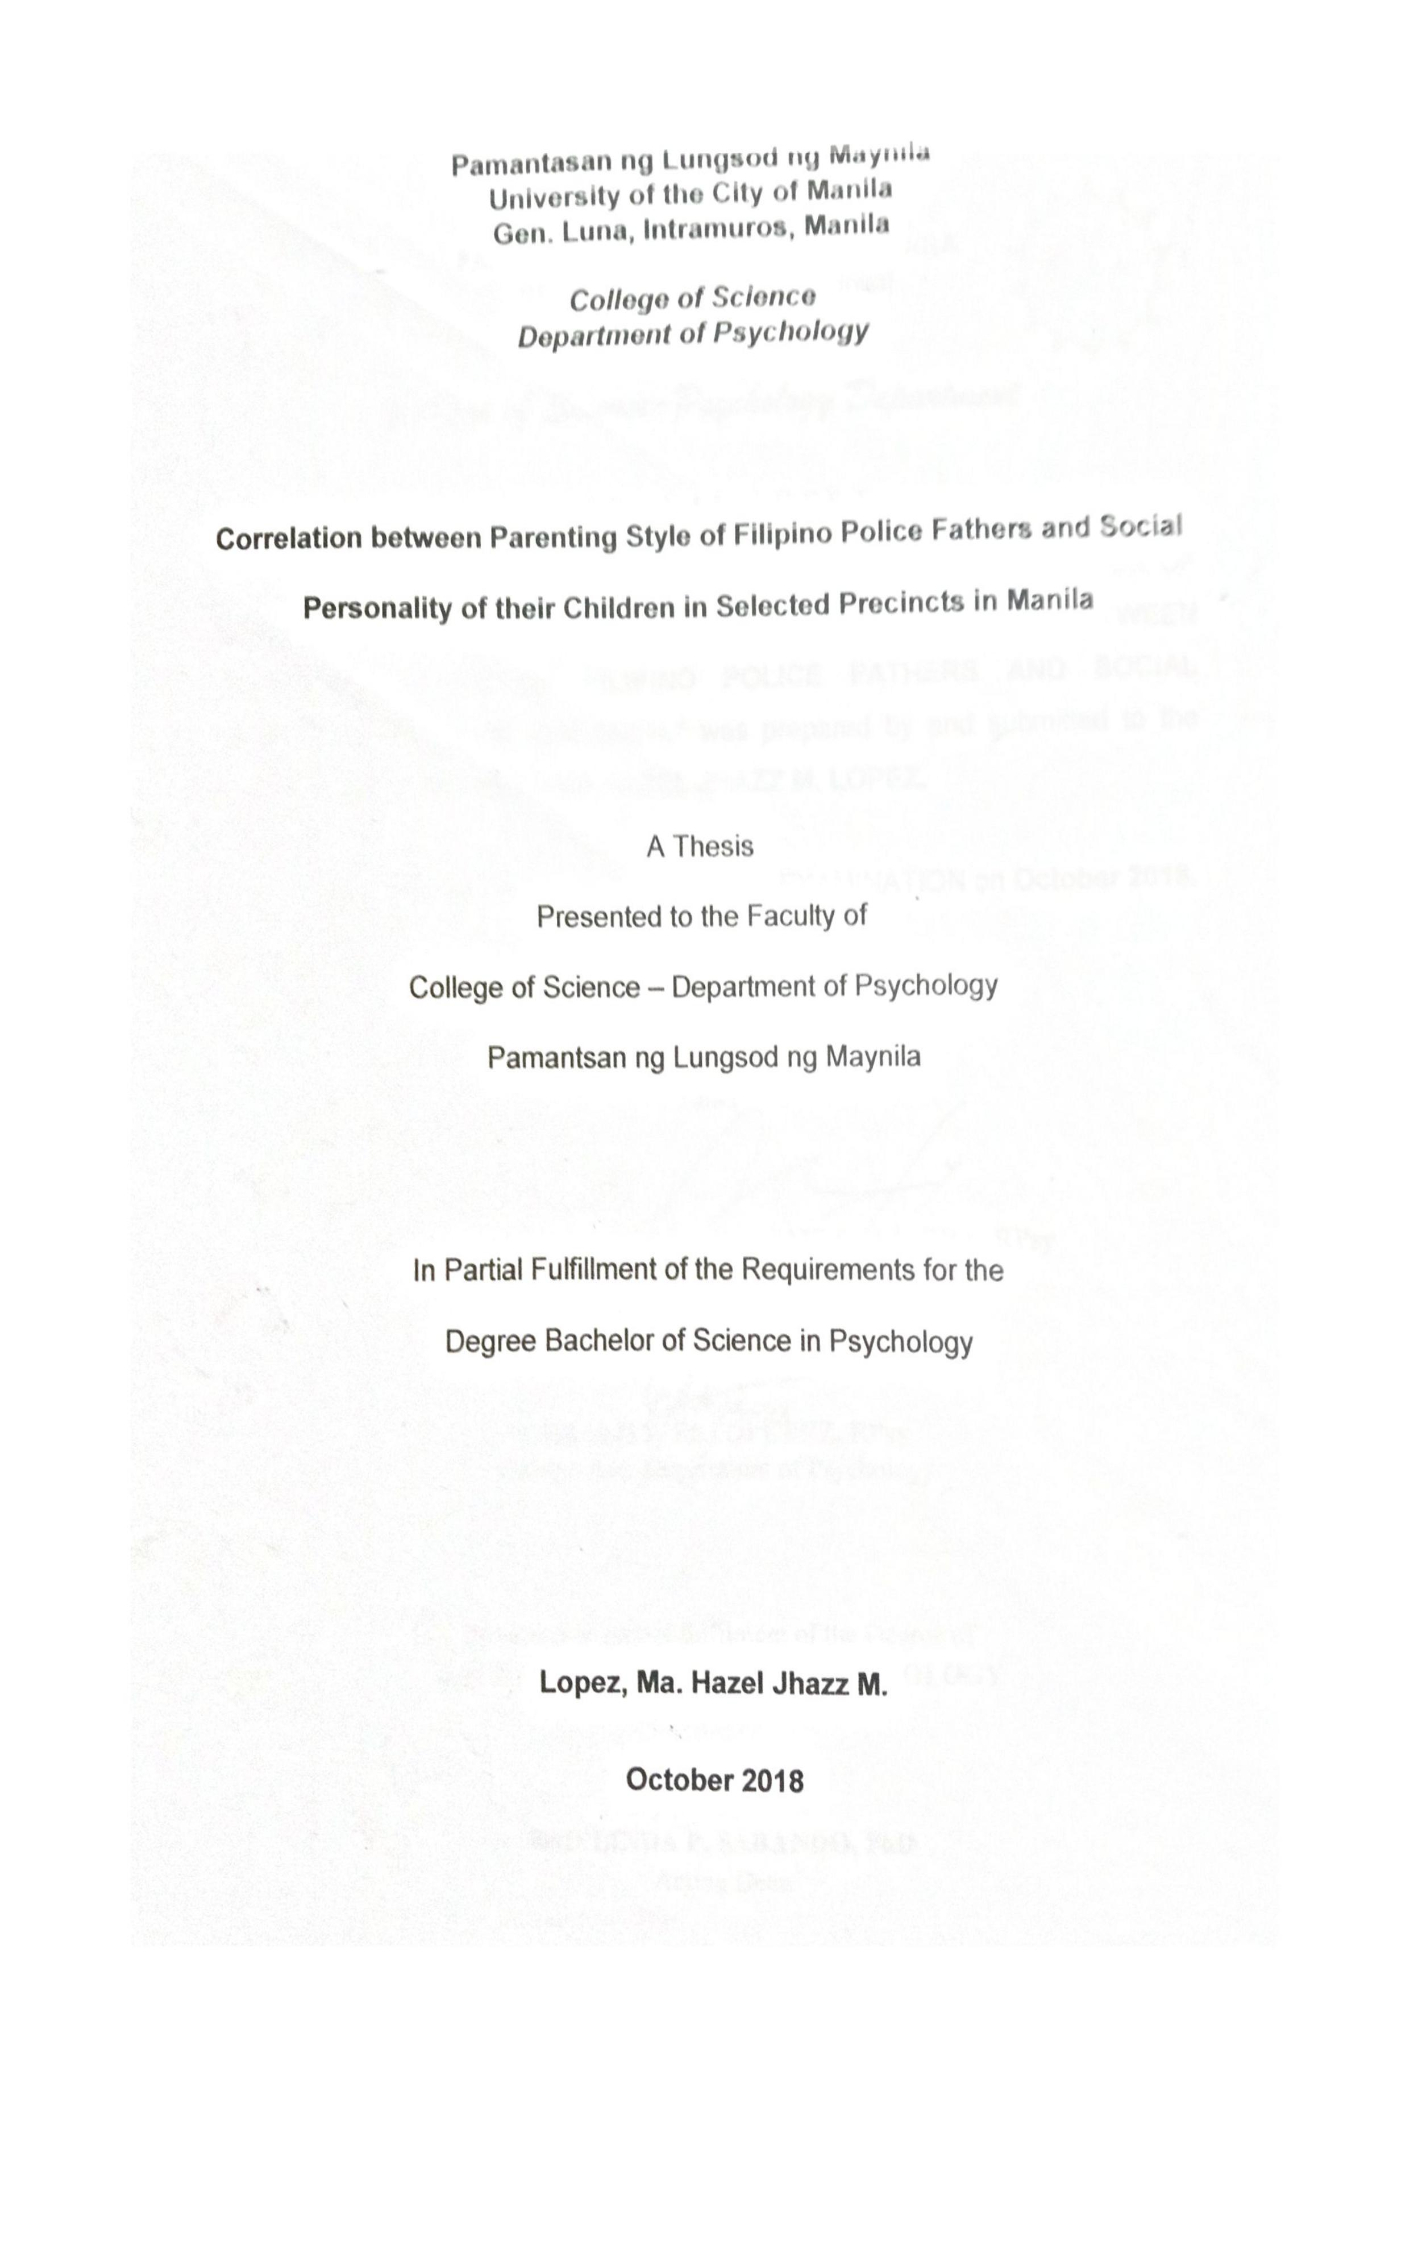 Pamantasan ng Lungsod ng Maynila
University of the City of Manila
Gen. Luna, Intramuros, Manila
College of Science
Department of Psychology
Correlation between Parenting Style of Filipino Police Fathers and Social
Personality of their Children in Selected Precincts in Manila
A Thesis
Presented to the Faculty of
College of Science – Department of Psychology
Pamantsan ng Lungsod ng Maynila
In Partial Fulfillment of the Requirements for the
Degree Bachelor of Science in Psychology
Lopez, Ma. Hazel Jhazz M.
October 2018